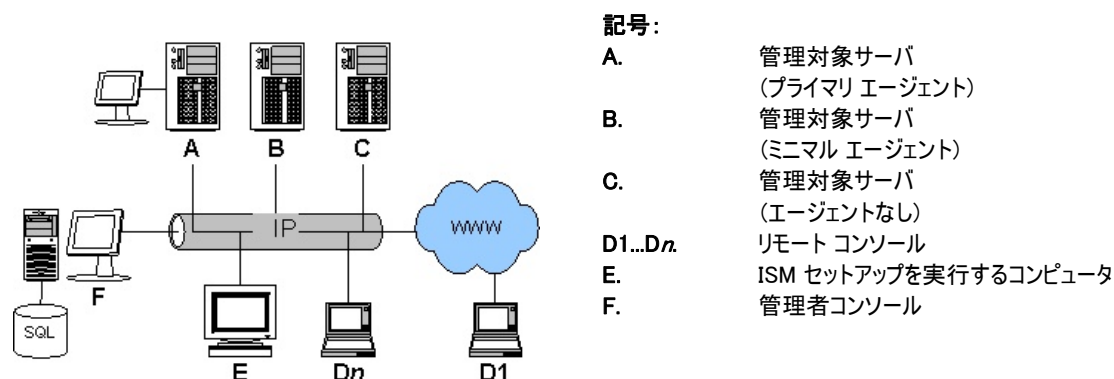 A
B
C
IP
WWW
F
SQL
E
Dn
D1
記号:
A. 管理対象サーバ
(プライマリ エージェント)
B. 管理対象サーバ
(ミニマル エージェント)
C. 管理対象サーバ
(エージェントなし)
D1...Dn. リモート コンソール
E. ISM セットアップを実行するコンピュータ
F. 管理者コンソール